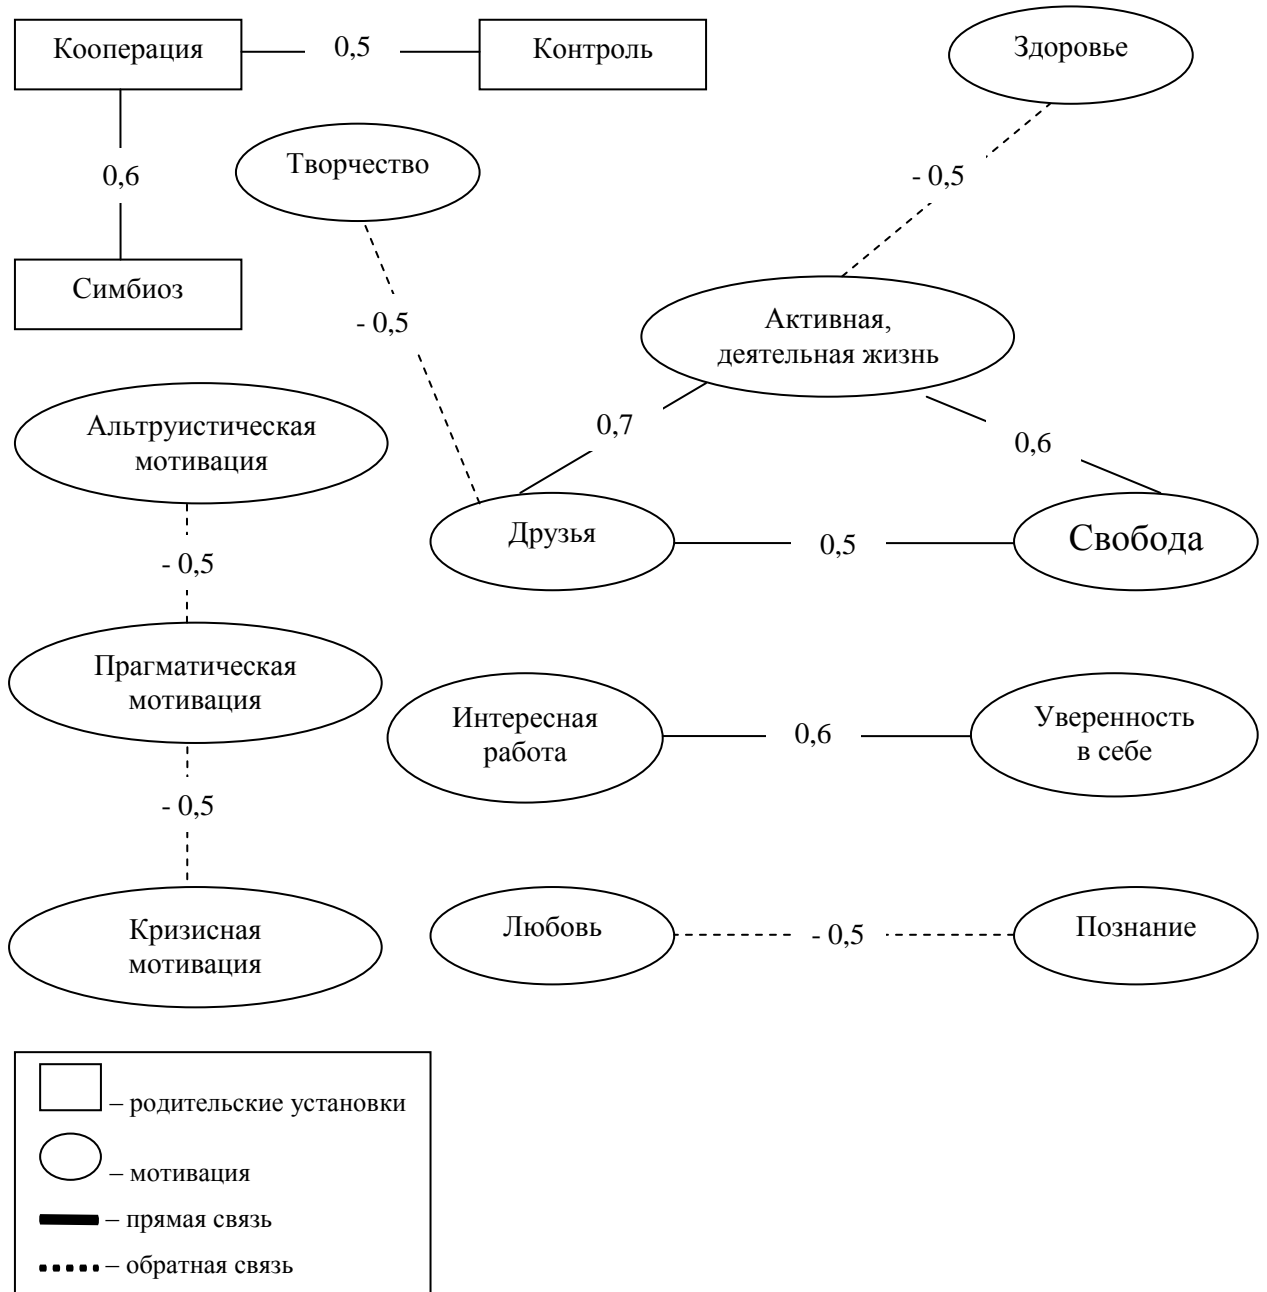 Кооперация
0,5
Контроль
Здоровье
Творчество
0,6
- 0,5
Симбиоз
- 0,5
Активная,
деятельная жизнь
Альтруистическая
мотивация
0,7
0,6
Друзья
0,5
Свобода
- 0,5
Прагматическая
мотивация
Интересная
работа
0,6
Уверенность
в себе
- 0,5
Кризисная
мотивация
Любовь
- 0,5
Познание
– родительские установки
– мотивация
– прямая связь
– обратная связь